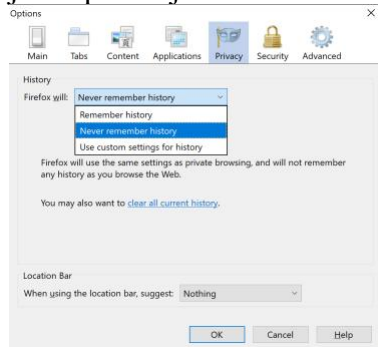 Options
Main Tabs Content Applications Privacy Security Advanced
History
Firefox will: Never remember history
Remember history
Never remember history
Use custom settings for history
Firefox will use the same settings as private browsing, and will not remember
any history as you browse the Web.
You may also want to clear all current history.
Location Bar
When using the location bar, suggest: Nothing
OK Cancel Help